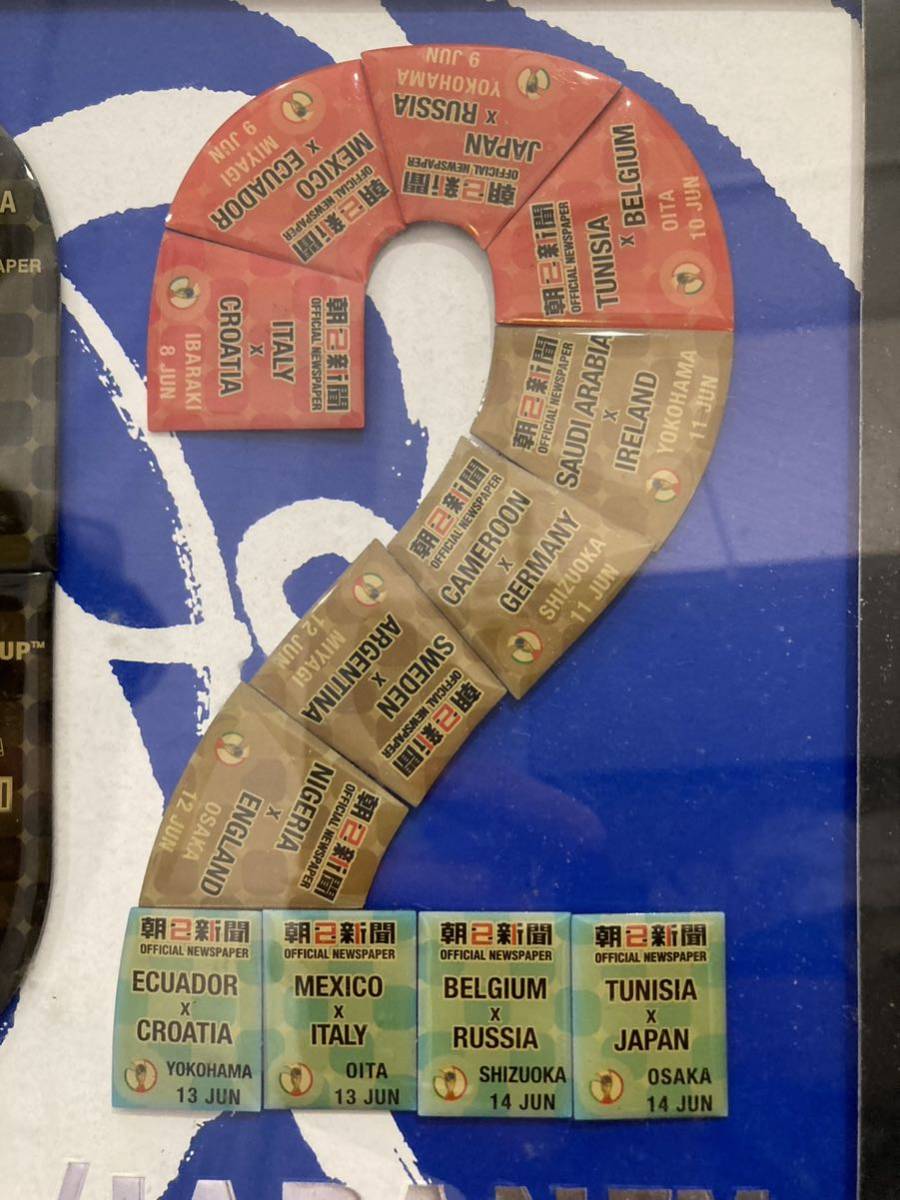 朝日新聞
OFFICIAL NEWSPAPER
ITALY
x
CROATIA
IBARAKI
8 JUN
朝日新聞
OFFICIAL NEWSPAPER
MEXICO
x
ECUADOR
MIYAGI
9 JUN
朝日新聞
OFFICIAL NEWSPAPER
JAPAN
x
RUSSIA
YOKOHAMA
9 JUN
朝日新聞
OFFICIAL NEWSPAPER
TUNISIA
x
BELGIUM
OITA
10 JUN
朝日新聞
OFFICIAL NEWSPAPER
SAUDI ARABIA
x
IRELAND
YOKOHAMA
11 JUN
朝日新聞
OFFICIAL NEWSPAPER
CAMEROON
x
GERMANY
SHIZUOKA
11 JUN
朝日新聞
OFFICIAL NEWSPAPER
SWEDEN
x
ARGENTINA
MIYAGI
12 JUN
朝日新聞
OFFICIAL NEWSPAPER
NIGERIA
x
ENGLAND
OSAKA
12 JUN
朝日新聞
OFFICIAL NEWSPAPER
ECUADOR
x
CROATIA
YOKOHAMA
13 JUN
朝日新聞
OFFICIAL NEWSPAPER
MEXICO
x
ITALY
OITA
13 JUN
朝日新聞
OFFICIAL NEWSPAPER
BELGIUM
x
RUSSIA
SHIZUOKA
14 JUN
朝日新聞
OFFICIAL NEWSPAPER
TUNISIA
x
JAPAN
OSAKA
14 JUN
A
APER
UP™